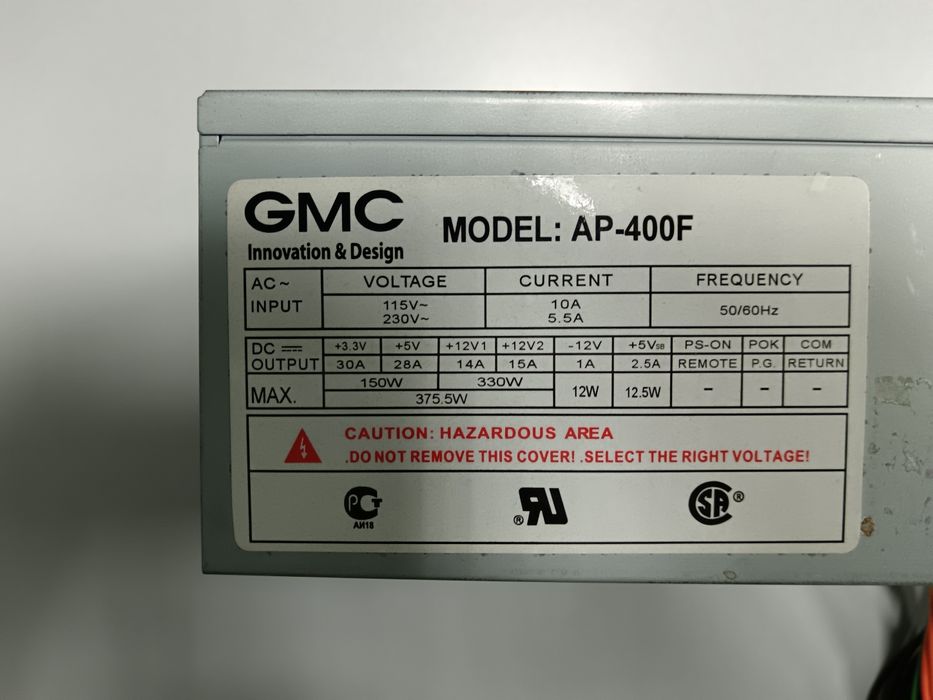 GMC
Innovation & Design
MODEL: AP-400F
AC~ INPUT VOLTAGE CURRENT FREQUENCY
115V~ 10A 50/60Hz
230V~ 5.5A
DC OUTPUT +3.3V +5V +12V1 +12V2 -12V +5VSB PS-ON POK COM
30A 28A 14A 15A 1A 2.5A REMOTE P.G. RETURN
MAX. 150W 330W 12W 12.5W - - -
375.5W
CAUTION: HAZARDOUS AREA
.DO NOT REMOVE THIS COVER! .SELECT THE RIGHT VOLTAGE!
РСТ АИ18 ®RU SA®